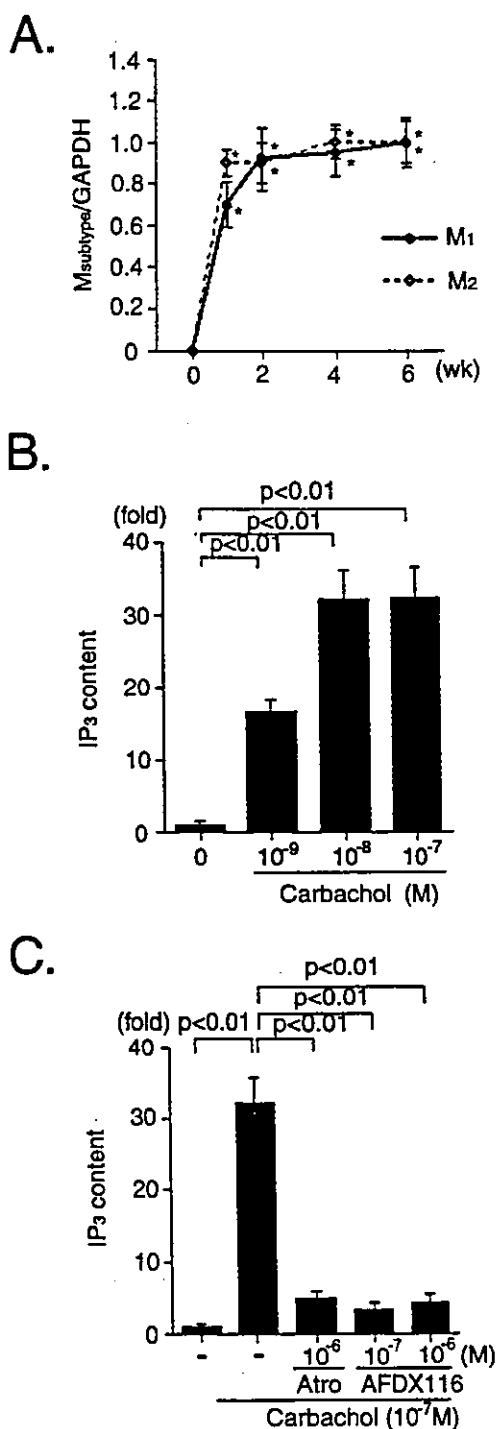 A.
1.4
1.2
1.0
0.8
0.6
0.4
0.2
0
Msubtype/GAPDH
* *
* *
* *
* *
M1
M2
0 2 4 6 (wk)
B.
(fold)
p<0.01
p<0.01
p<0.01
40
30
20
10
0
IP3 content
0 10-9 10-8 10-7
Carbachol (M)
C.
p<0.01
p<0.01
(fold) p<0.01 p<0.01
40
30
20
10
0
IP3 content
- - 10-6 10-7 10-6 (M)
Atro AFDX116
Carbachol (10-7M)